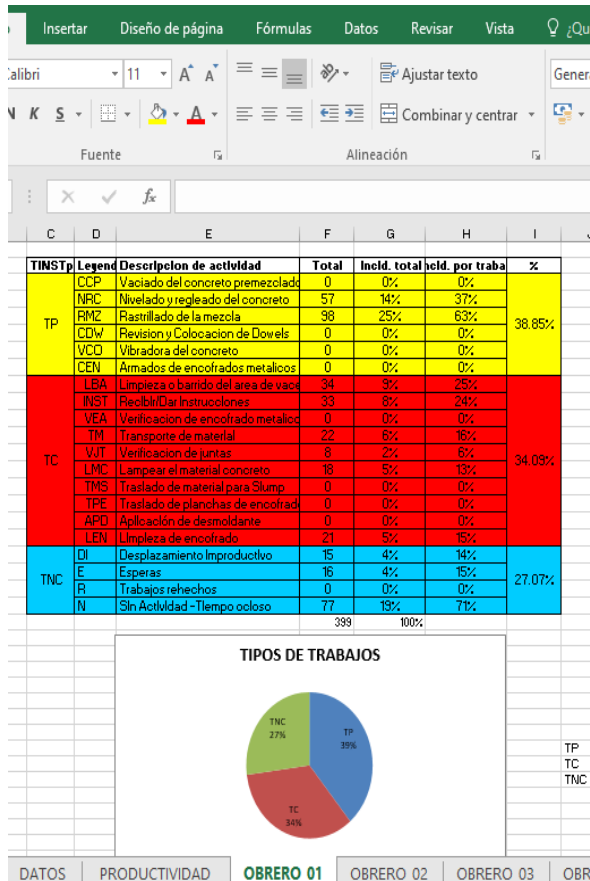 Insertar Diseño de página Fórmulas Datos Revisar Vista ¿Qu
Calibri 11 A A Ajustar texto Gener
N K S A Combinar y centrar
Fuente Alineación
fx
C D E F G H I J
TINSTp Legend Descripcion de actividad Total Incid. total ncid. por traba %
TP
CCP Vaciado del concreto premezclado 0 0% 0%
NRC Nivelado y regleado del concreto 57 14% 37%
RMZ Rastrillado de la mezcla 98 25% 63%
38.85%
CDW Revision y Colocacion de Dowels 0 0% 0%
VCO Vibradora del concreto 0 0% 0%
CEN Armados de encofrados metalicos 0 0% 0%
TC
LBA Limpieza o barrido del area de vace 34 9% 25%
INST Recibir/Dar Instrucciones 33 8% 24%
VEA Verificacion de encofrado metalico 0 0% 0%
TM Transporte de material 22 6% 16%
VJT Verificacion de juntas 8 2% 6%
34.09%
LMC Lampear el material concreto 18 5% 13%
TMS Traslado de material para Slump 0 0% 0%
TPE Traslado de planchas de encofrad 0 0% 0%
APD Aplicación de desmoldante 0 0% 0%
LEN Limpieza de encofrado 21 5% 15%
TNC
DI Desplazamiento Improductivo 15 4% 14%
E Esperas 16 4% 15%
27.07%
R Trabajos rehechos 0 0% 0%
N Sin Actividad -Tiempo ocioso 77 19% 71%
399 100%
TIPOS DE TRABAJOS
TNC
27%
TP
39%
TC
34%
TP
TC
TNC
DATOS PRODUCTIVIDAD OBRERO 01 OBRERO 02 OBRERO 03 OBR